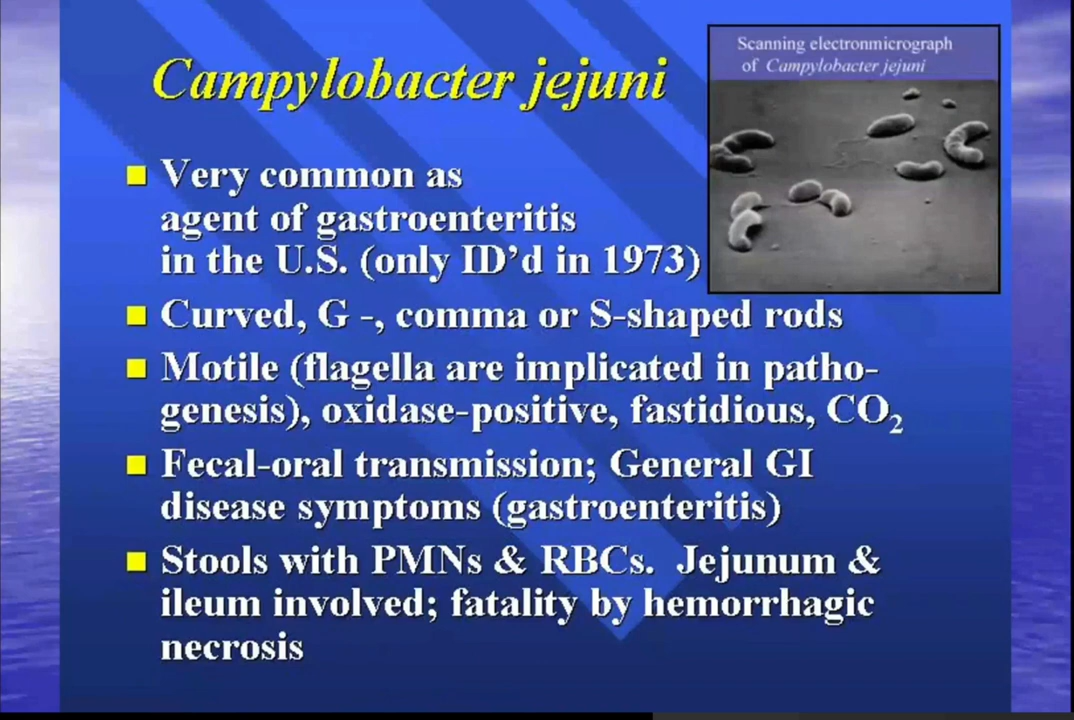 Campylobacter jejuni
Scanning electronmicrograph
of Campylobacter jejuni
Very common as
agent of gastroenteritis
in the U.S. (only ID’d in 1973)
Curved, G -, comma or S-shaped rods
Motile (flagella are implicated in patho-
genesis), oxidase-positive, fastidious, CO₂
Fecal-oral transmission; General GI
disease symptoms (gastroenteritis)
Stools with PMNs & RBCs. Jejunum &
ileum involved; fatality by hemorrhagic
necrosis